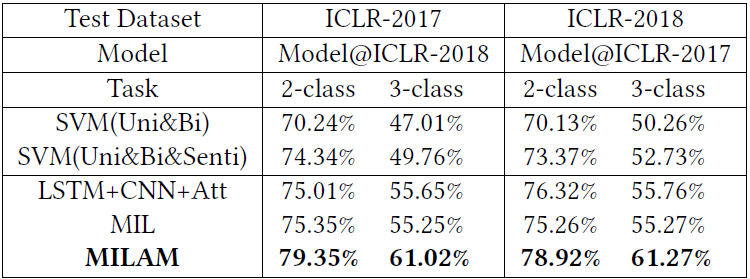 Test Dataset ICLR-2017 ICLR-2018
Model Model@ICLR-2018 Model@ICLR-2017
Task 2-class 3-class 2-class 3-class
SVM(Uni&Bi) 70.24% 47.01% 70.13% 50.26%
SVM(Uni&Bi&Senti) 74.34% 49.76% 73.37% 52.73%
LSTM+CNN+Att 75.01% 55.65% 76.32% 55.76%
MIL 75.35% 55.25% 75.26% 55.27%
MILAM 79.35% 61.02% 78.92% 61.27%